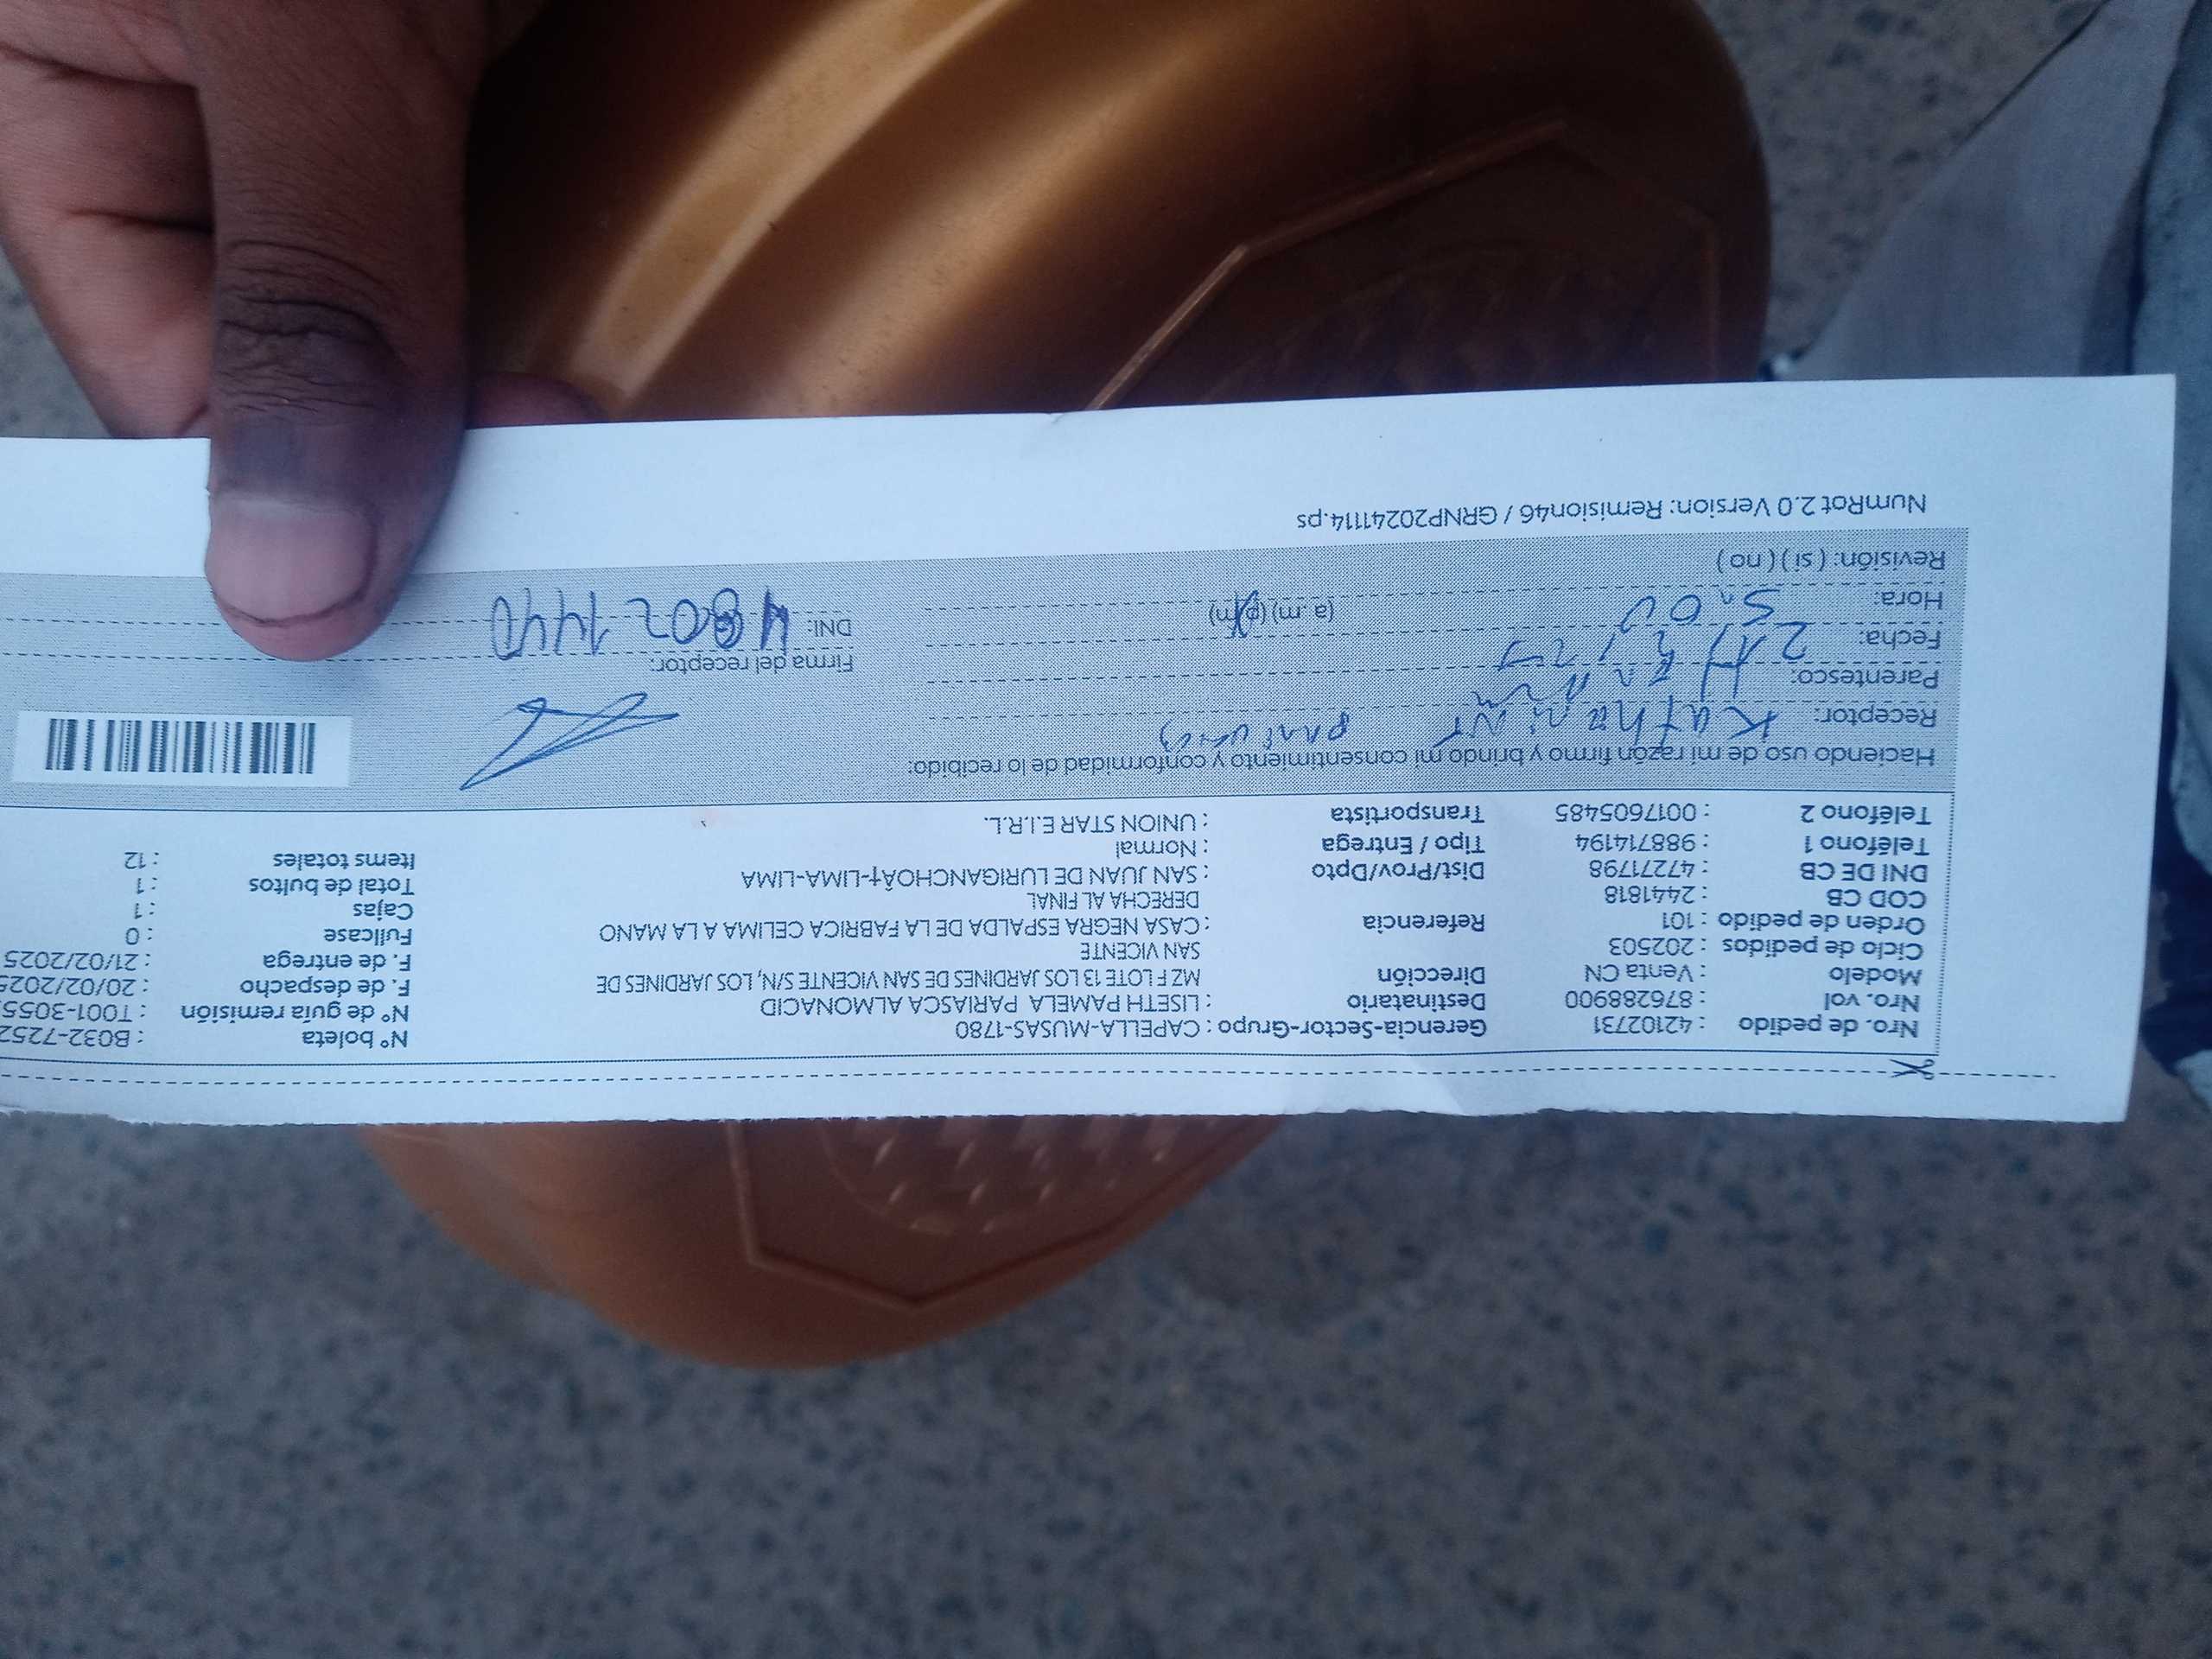 Nro. de pedido : 42102731 Gerencia-Sector-Grupo : CAPELLA-MUSAS-1780 N° boleta : B032-7252
Nro. vol : 876288900 Destinatario : LISETH PAMELA PARIASCA ALMONACID N° de guía remisión : T001-3055
Modelo : Venta CN Dirección : MZ F LOTE 13 LOS JARDINES DE SAN VICENTE S/N, LOS JARDINES DE F. de despacho : 20/02/2025
Ciclo de pedidos : 202503 SAN VICENTE F. de entrega : 21/02/2025
Orden de pedido : 101 Referencia : CASA NEGRA ESPALDA DE LA FABRICA CELIMA A LA MANO Fullcase : 0
COD CB : 2441818 DERECHA AL FINAL Cajas : 1
DNI DE CB : 47271798 Dist/Prov/Dpto : SAN JUAN DE LURIGANCHOÂ†-LIMA-LIMA Total de bultos : 1
Teléfono 1 : 988714194 Tipo / Entrega : Normal Items totales : 12
Teléfono 2 : 0017605485 Transportista : UNION STAR E.I.R.L.
Haciendo uso de mi razón firmo y brindo mi consentimiento y conformidad de lo recibido:
Receptor:
Parentesco: Firma del receptor:
Fecha: DNI:
Hora: (a. m) (p. m)
Revisión: ( si ) ( no )
NumRot 2.0 Version: Remision46 / GRNP20241114.ps